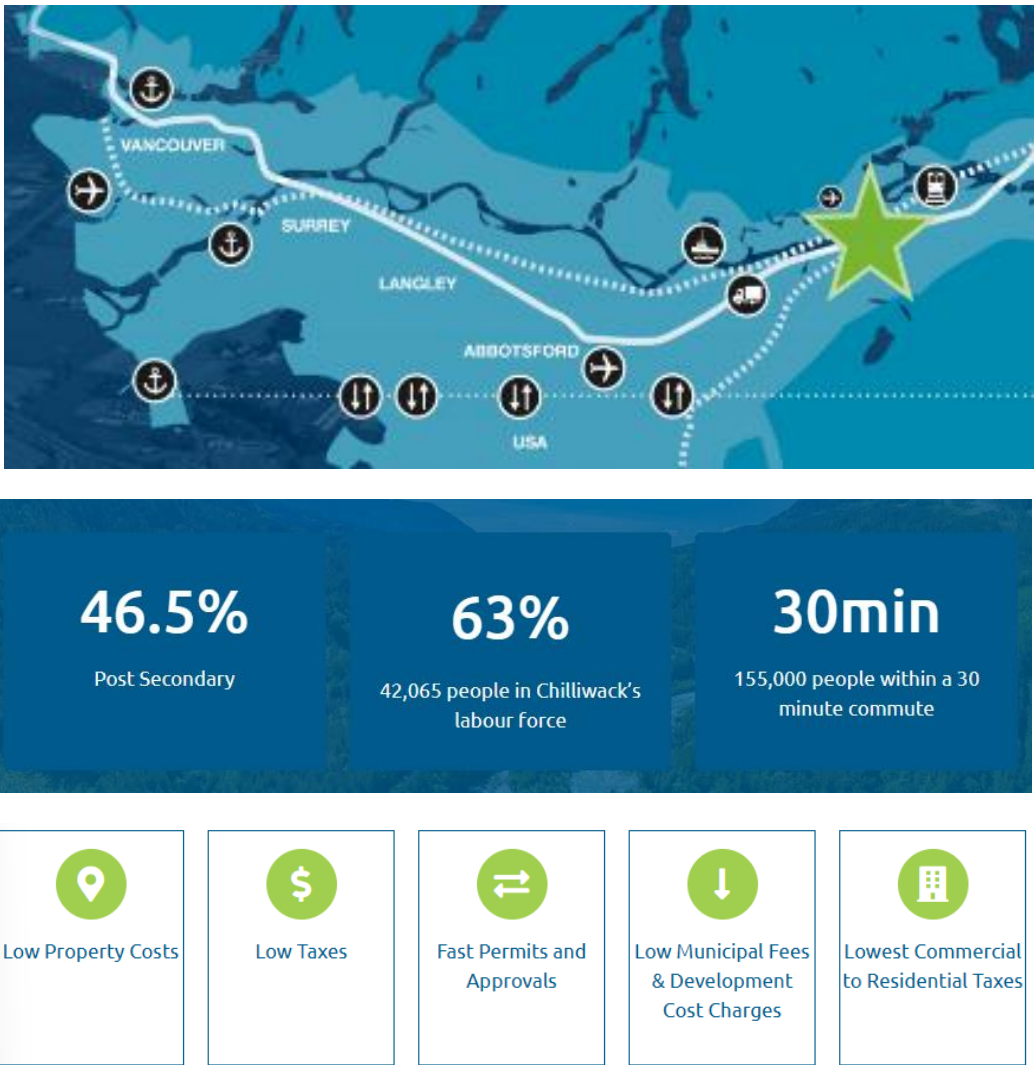 VANCOUVER
SURREY
LANGLEY
ABBOTSFORD
USA
46.5%
Post Secondary
63%
42,065 people in Chilliwack's
labour force
30min
155,000 people within a 30
minute commute
Low Property Costs
Low Taxes
Fast Permits and
Approvals
Low Municipal Fees
& Development
Cost Charges
Lowest Commercial
to Residential Taxes